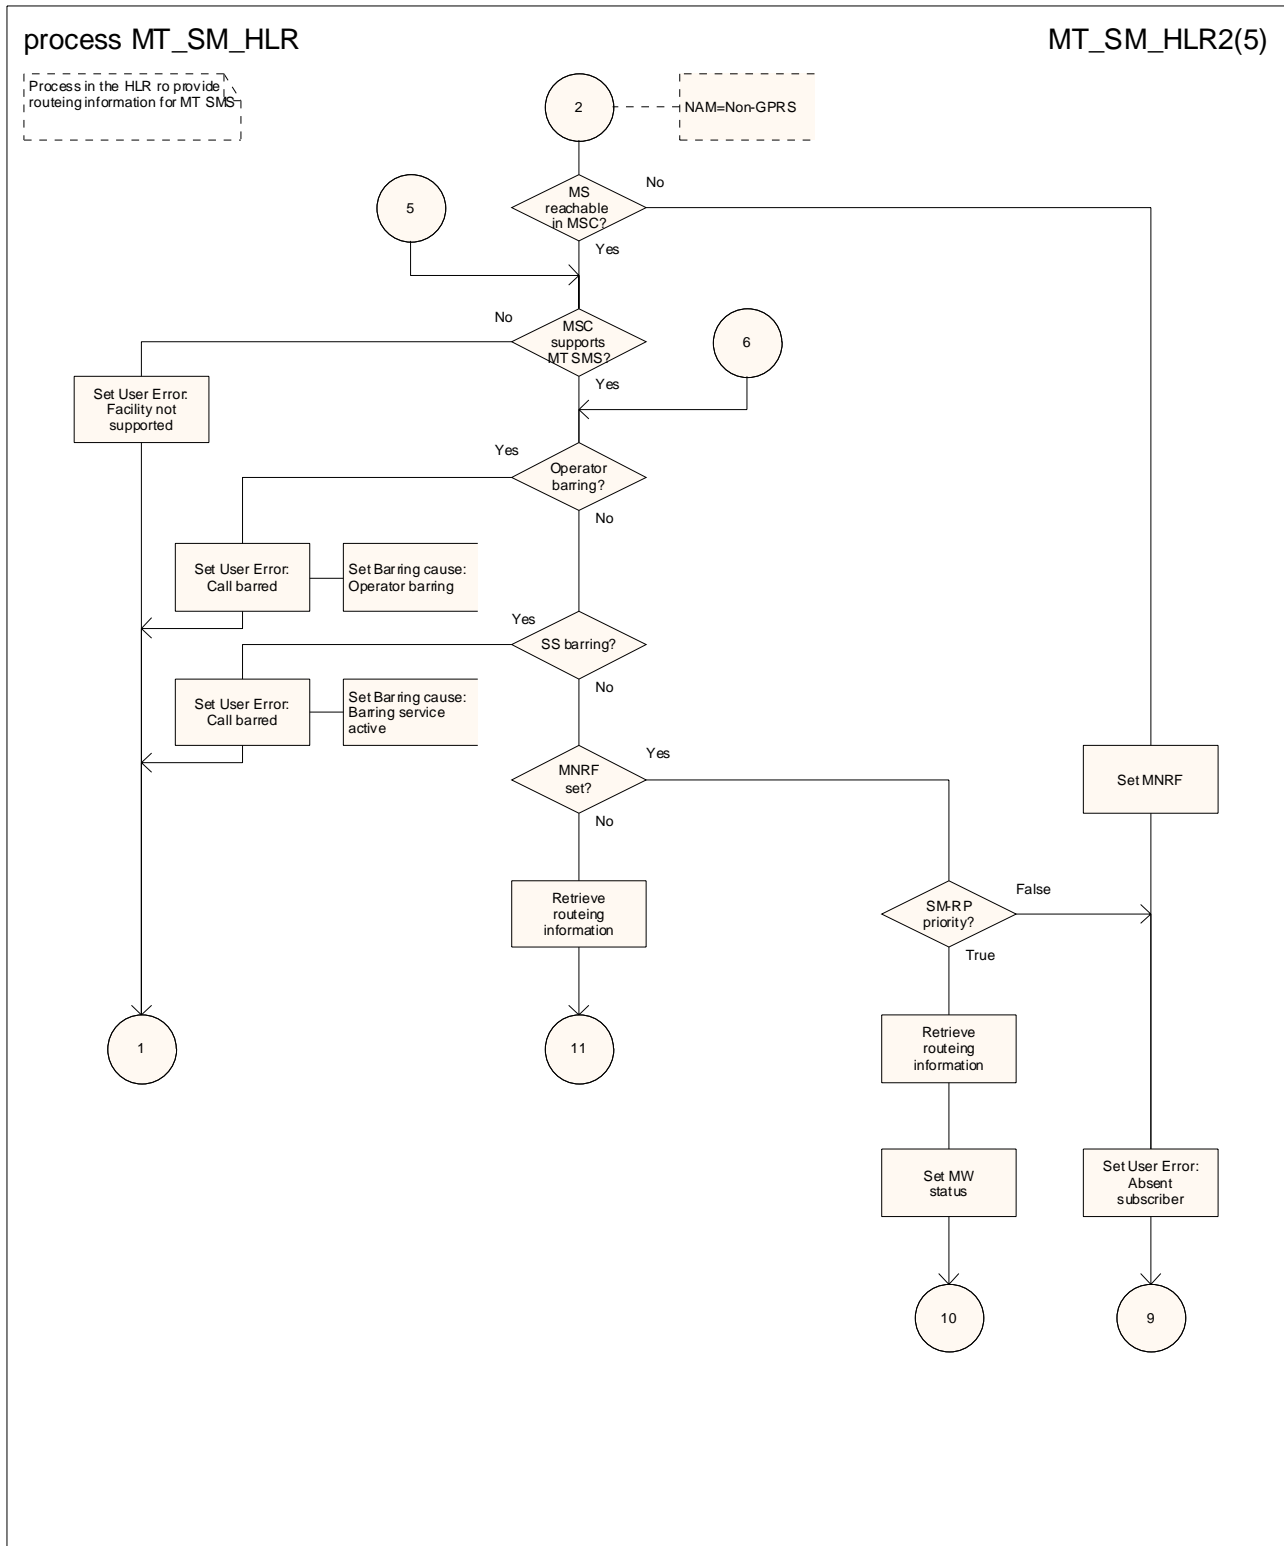 process MT_SM_HLR
MT_SM_HLR2(5)
Process in the HLR ro provide
routeing information for MT SMS
2
NAM=Non-GPRS
MS
reachable
in MSC?
No
Yes
5
MSC
supports
MT SMS?
No
Yes
6
Set User Error:
Facility not
supported
Operator
barring?
Yes
No
Set User Error:
Call barred
Set Barring cause:
Operator barring
SS barring?
Yes
No
Set User Error:
Call barred
Set Barring cause:
Barring service
active
MNRF
set?
Yes
No
Set MNRF
Retrieve
routeing
information
SM-RP
priority?
False
True
1
11
Retrieve
routeing
information
Set MW
status
Set User Error:
Absent
subscriber
10
9